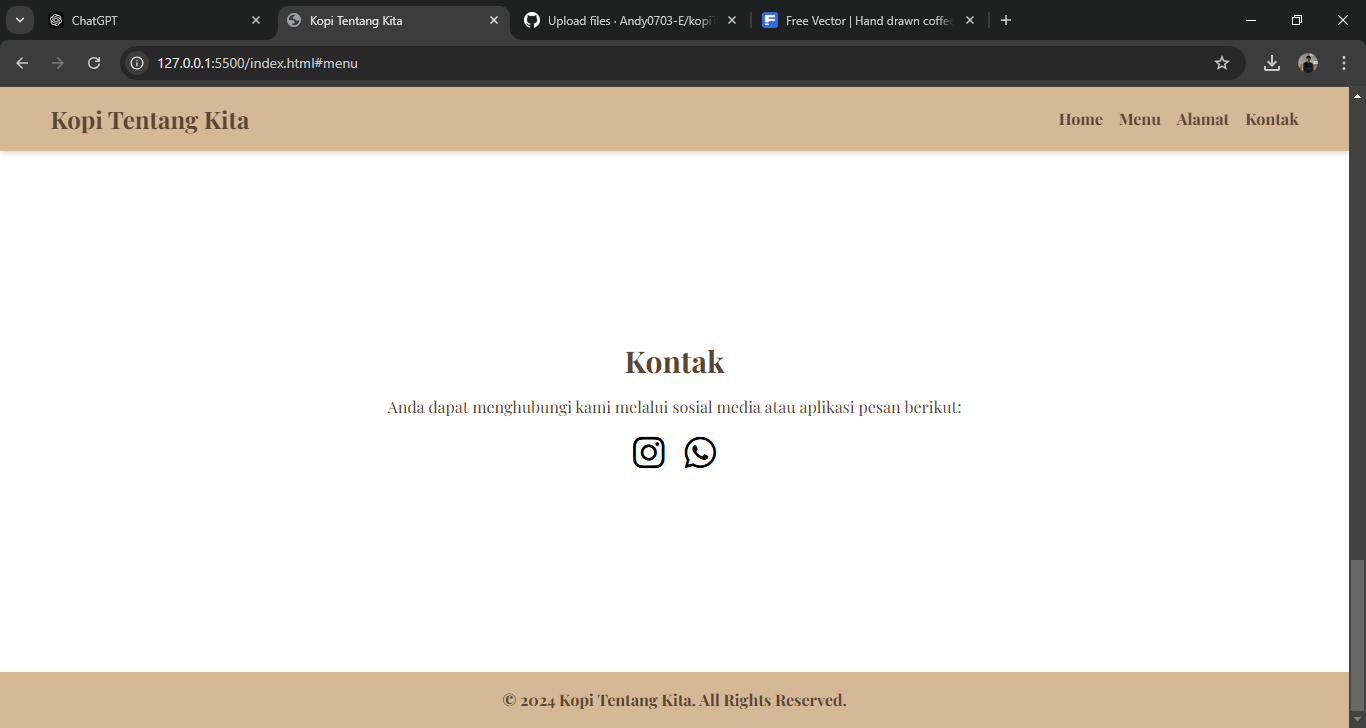 ChatGPT
Kopi Tentang Kita
Upload files · Andy0703-E/kopi
Free Vector | Hand drawn coffe
127.0.0.1:5500/index.html#menu
Kopi Tentang Kita
Home Menu Alamat Kontak
Kontak
Anda dapat menghubungi kami melalui sosial media atau aplikasi pesan berikut:
© 2024 Kopi Tentang Kita. All Rights Reserved.